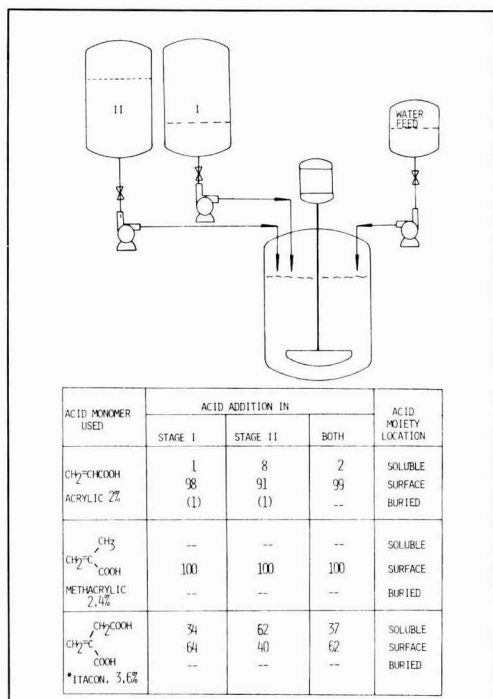 II
I
WATER
FEED
ACID MONOMER
USED
ACID ADDITION IN
ACID
MOIETY
LOCATION
STAGE I
STAGE II
BOTH
CH2=CHCOOH
ACRYLIC 2%
1 8 2 SOLUBLE
98 91 99 SURFACE
(1) (1) -- BURIED
CH3
CH2=C
COOH
METHACRYLIC
2.4%
-- -- -- SOLUBLE
100 100 100 SURFACE
-- -- -- BURIED
CH2COOH
CH2=C
COOH
*ITACON. 3.6%
34 62 37 SOLUBLE
64 40 62 SURFACE
-- -- -- BURIED